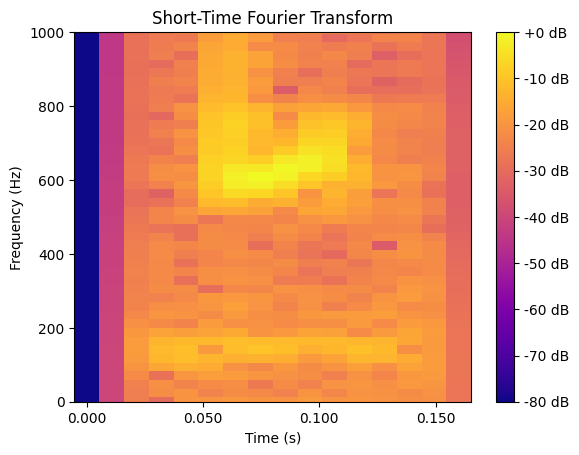 Short-Time Fourier Transform
1000
800
600
400
200
0
Frequency (Hz)
0.000
0.050
0.100
0.150
Time (s)
+0 dB
-10 dB
-20 dB
-30 dB
-40 dB
-50 dB
-60 dB
-70 dB
-80 dB